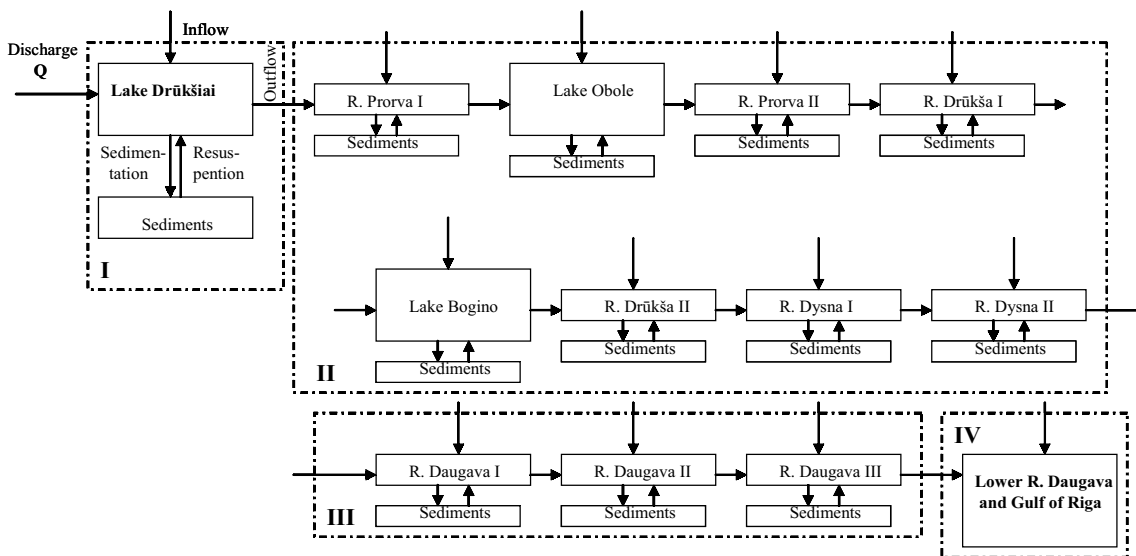 Inflow
Discharge
Q
Outflow
Lake Drūkšiai
R. Prorva I
Lake Obole
R. Prorva II
R. Drūkša I
Sediments
Sediments
Sediments
Sediments
Sedimen-
tation
Resus-
pention
Sediments
I
Lake Bogino
R. Drūkša II
R. Dysna I
R. Dysna II
Sediments
Sediments
Sediments
Sediments
II
IV
R. Daugava I
R. Daugava II
R. Daugava III
Lower R. Daugava
and Gulf of Riga
Sediments
Sediments
Sediments
III